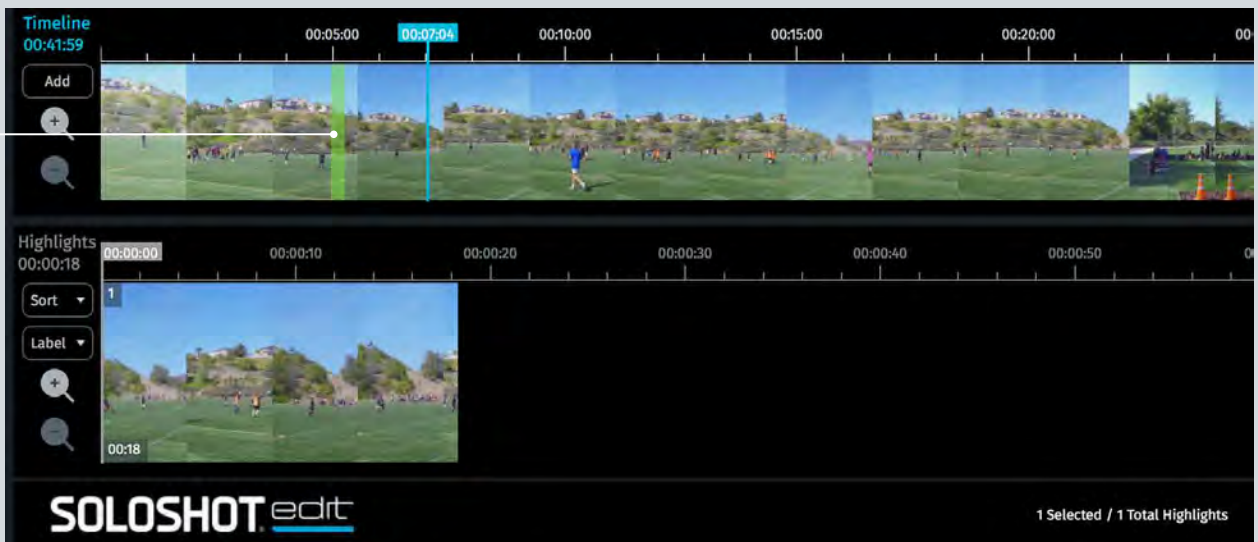 Timeline
00:41:59
00:05:00 00:07:04 00:10:00 00:15:00 00:20:00 00
Add
Highlights
00:00:18
00:00:00 00:00:10 00:00:20 00:00:30 00:00:40 00:00:50 0
Sort
1
Label
00:18
SOLOSHOT edit
1 Selected / 1 Total Highlights